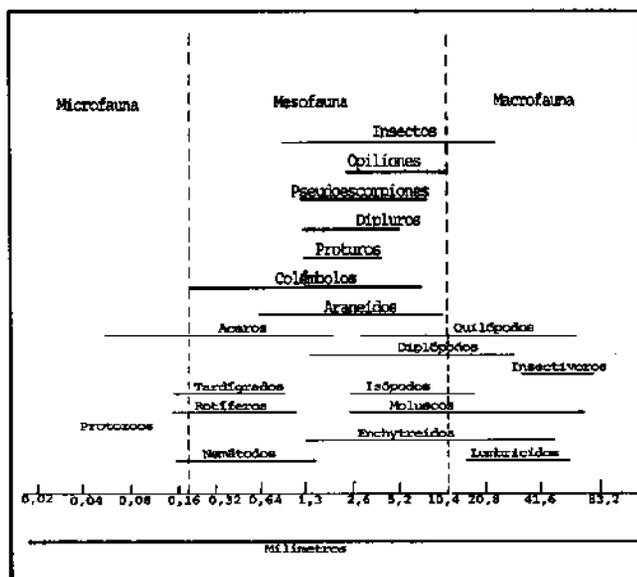 Microfauna Mesofauna Macrofauna
Insectos
Opiliones
Pseudoescorpiones
Dipluros
Proturos
Colémbolos
Araneidos
Acaros Quilópodos
Diplópodos
Insectívoros
Tardígrados Isópodos
Rotíferos Moluscos
Protozoos
Enchytreidos
Nemátodos Lumbricidos
0,02 0,04 0,08 0,16 0,32 0,64 1,3 2,6 5,2 10,4 20,8 41,6 83,2
Milímetros